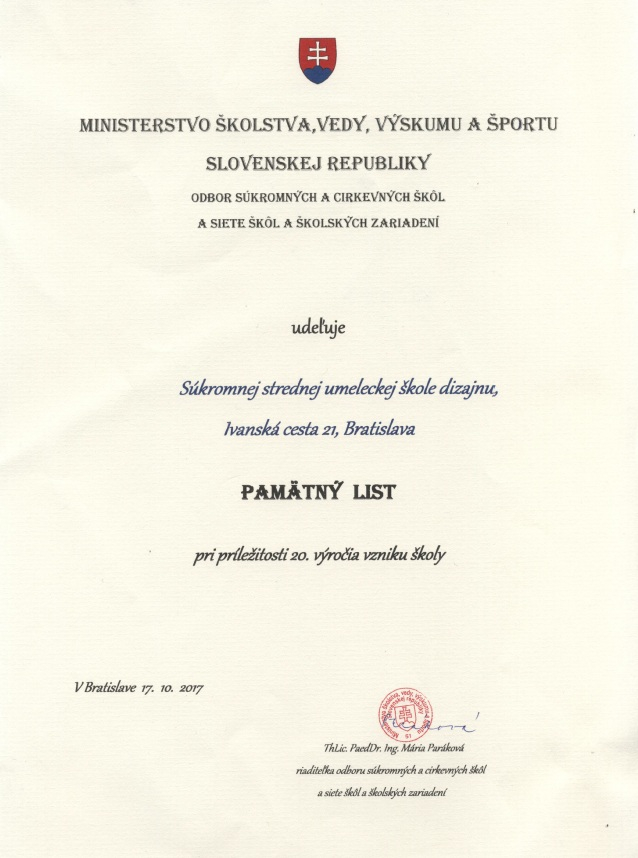 MINISTERSTVO ŠKOLSTVA,VEDY, VÝSKUMU A ŠPORTU
SLOVENSKEJ REPUBLIKY
ODBOR SÚKROMNÝCH A CIRKEVNÝCH ŠKÔL
A SIETE ŠKÔL A ŠKOLSKÝCH ZARIADENÍ
udeľuje
Súkromnej strednej umeleckej škole dizajnu,
Ivanská cesta 21, Bratislava
PAMÄTNÝ LIST
pri príležitosti 20. výročia vzniku školy
V Bratislave 17. 10. 2017
ThLic. PaedDr. Ing. Mária Paráková
riaditeľka odboru súkromných a cirkevných škôl
a siete škôl a školských zariadení